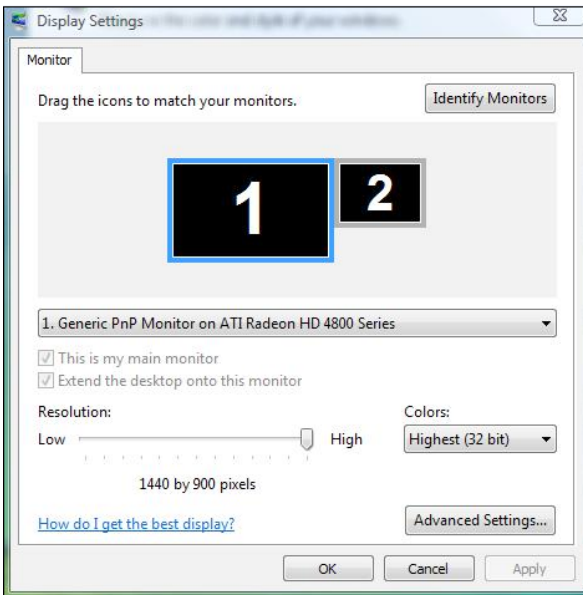 Display Settings
Monitor
Drag the icons to match your monitors.
Identify Monitors
1
2
1. Generic PnP Monitor on ATI Radeon HD 4800 Series
This is my main monitor
Extend the desktop onto this monitor
Resolution:
Colors:
Low
High
Highest (32 bit)
1440 by 900 pixels
How do I get the best display?
Advanced Settings...
OK
Cancel
Apply